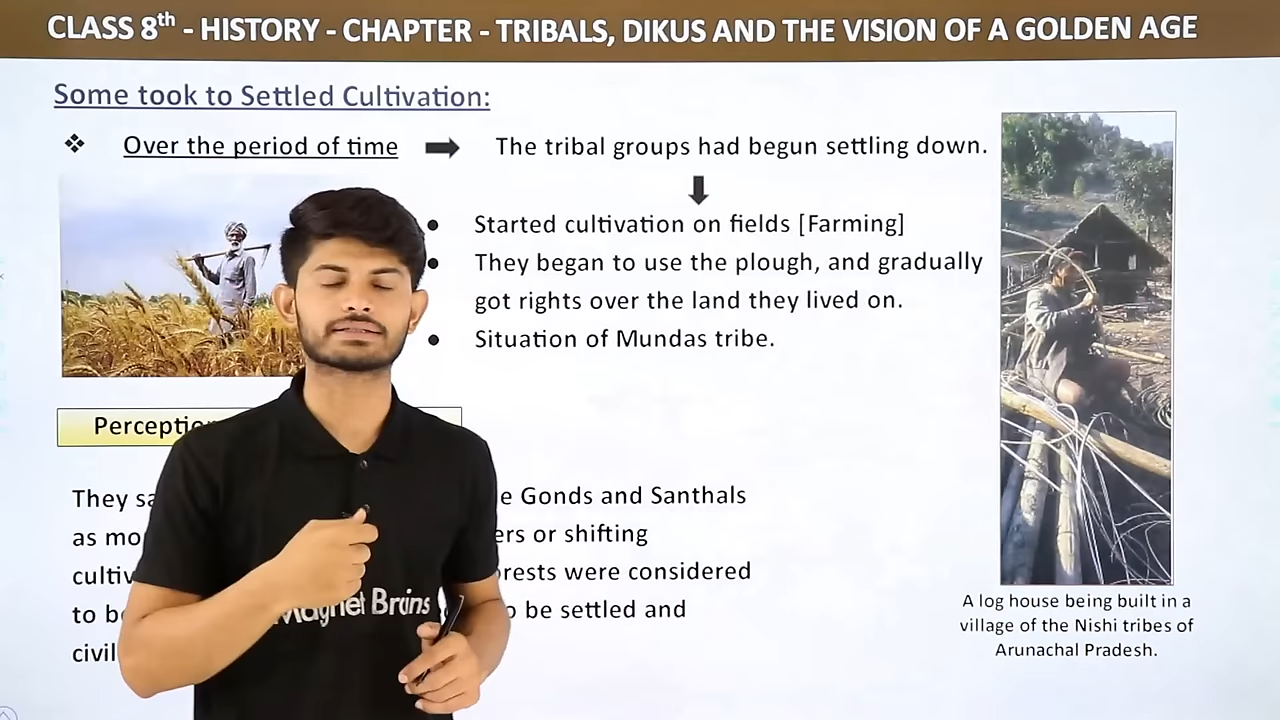 CLASS 8th - HISTORY - CHAPTER - TRIBALS, DIKUS AND THE VISION OF A GOLDEN AGE
Some took to Settled Cultivation:
❖ Over the period of time ➡ The tribal groups had begun settling down.
⬇
• Started cultivation on fields [Farming]
• They began to use the plough, and gradually
got rights over the land they lived on.
• Situation of Mundas tribe.
They
Gonds and Santhals
as
or shifting
were considered
to be settled and
Magnet Brains
A log house being built in a
village of the Nishi tribes of
Arunachal Pradesh.